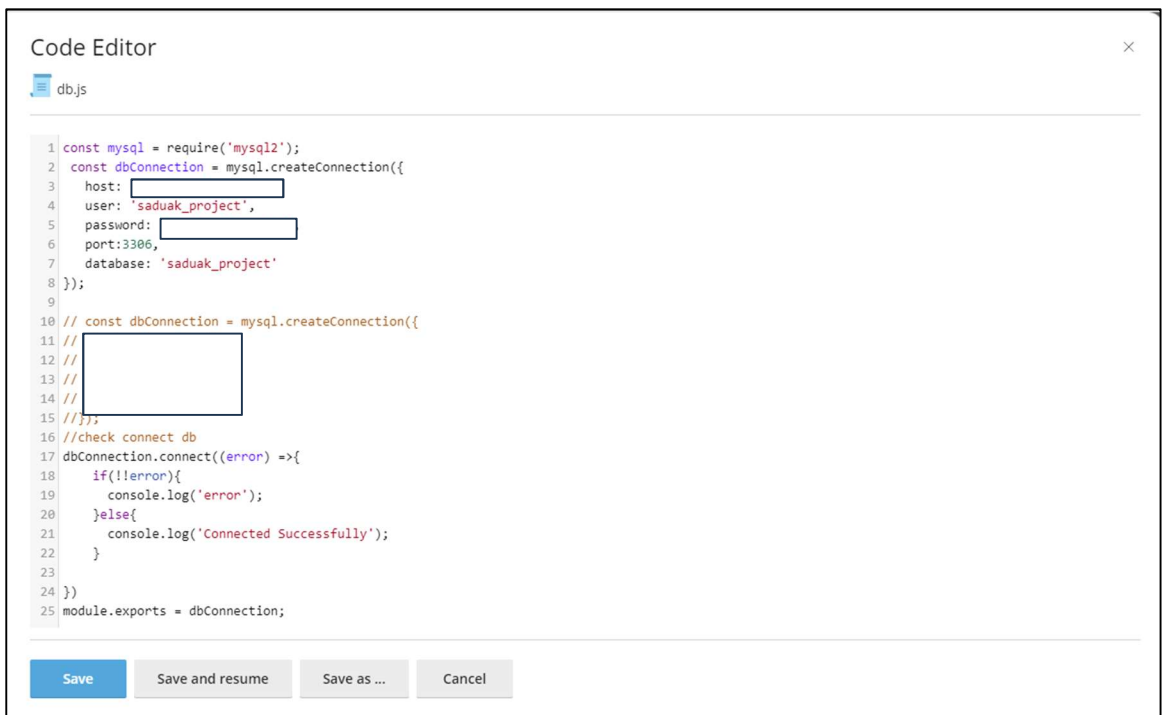 Code Editor
×
db.js
1 const mysql = require('mysql2');
2 const dbConnection = mysql.createConnection({
3 host:
4 user: 'saduak_project',
5 password:
6 port:3306,
7 database: 'saduak_project'
8 });
9
10 // const dbConnection = mysql.createConnection({
11 //
12 //
13 //
14 //
15 //});
16 //check connect db
17 dbConnection.connect((error) =>{
18 if(!!error){
19 console.log('error');
20 }else{
21 console.log('Connected Successfully');
22 }
23
24 })
25 module.exports = dbConnection;
Save Save and resume Save as ... Cancel